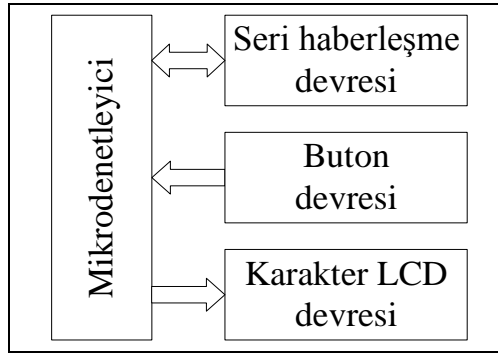 Mikrodenetleyici
Seri haberleşme
devresi
Buton
devresi
Karakter LCD
devresi